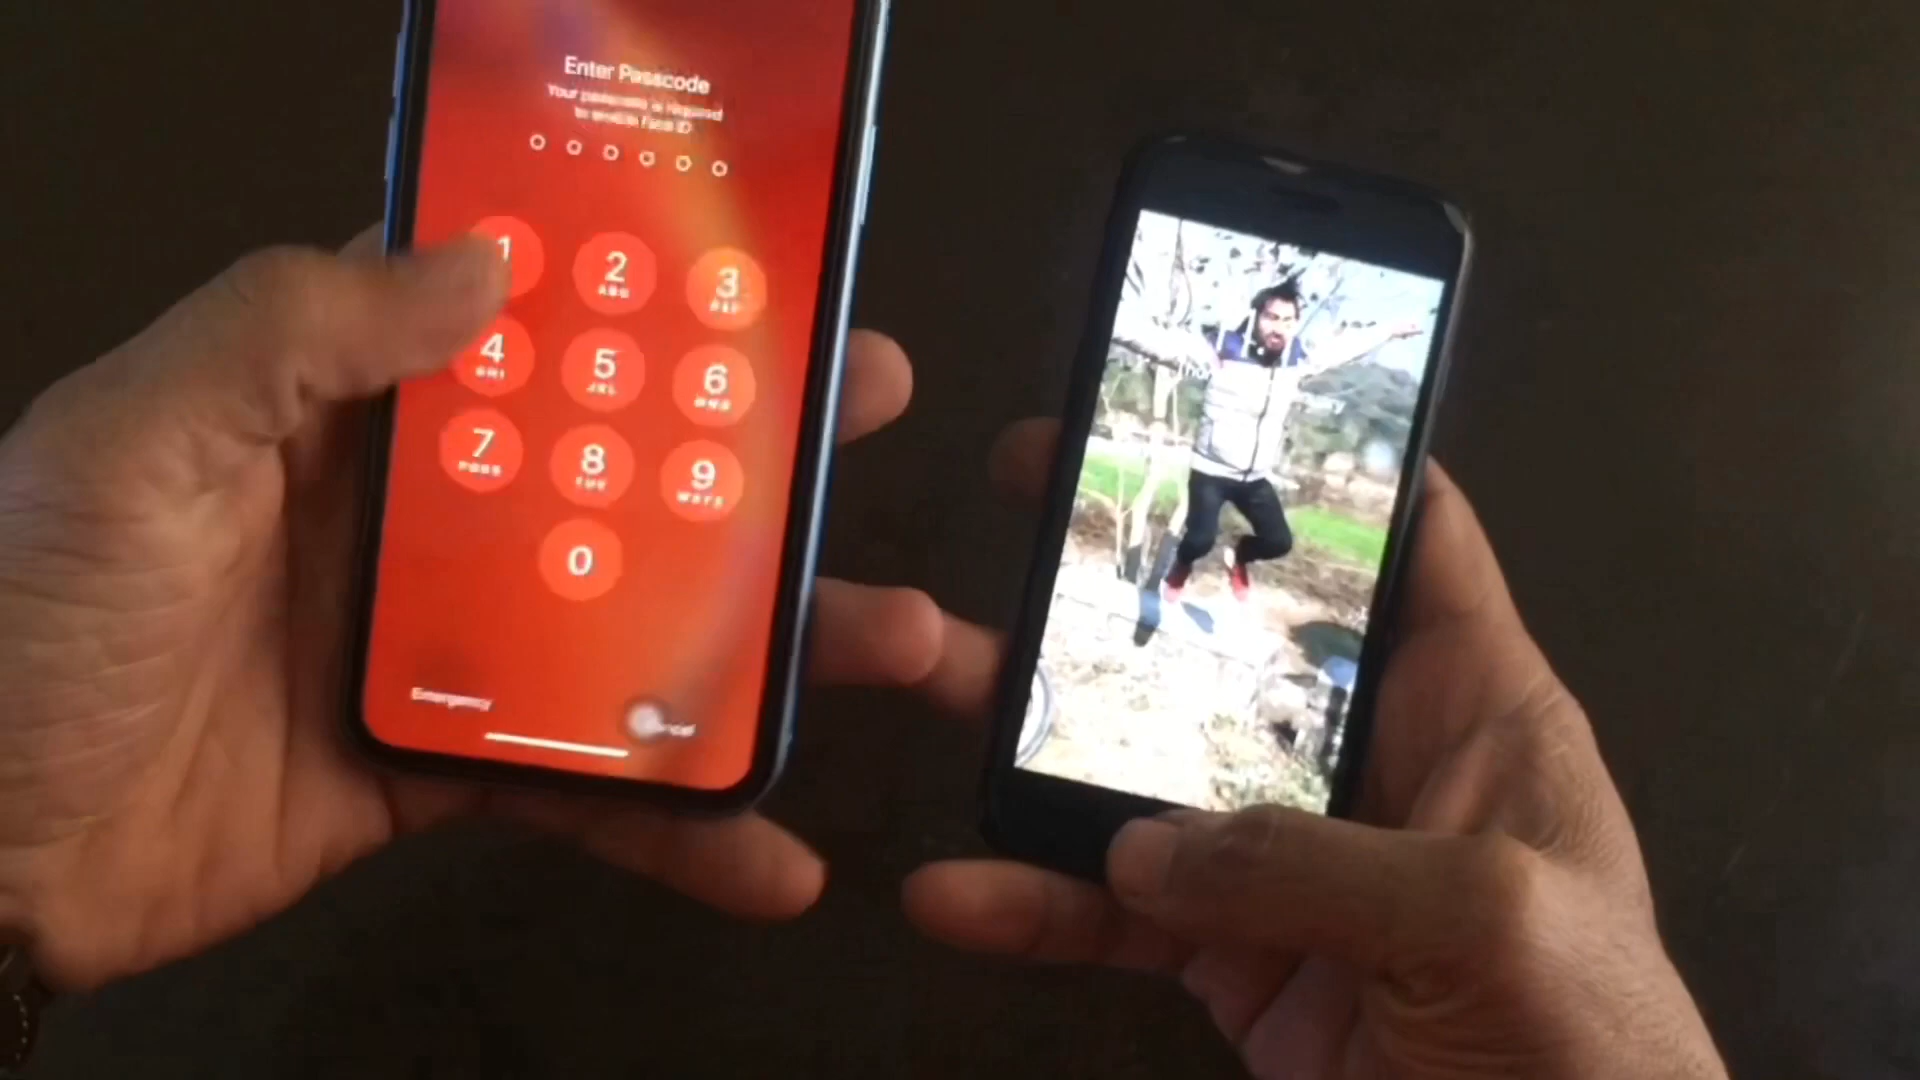 Enter Passcode
Your passcode is required
to enable Face ID
1
2
ABC
3
DEF
4
GHI
5
JKL
6
MNO
7
PQRS
8
TUV
9
WXYZ
0
Emergency
Cancel